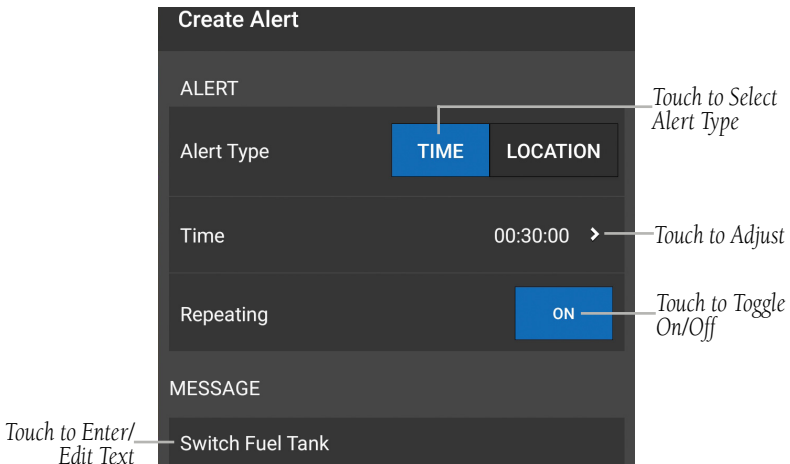 Create Alert
ALERT
Touch to Select
Alert Type
Alert Type
TIME
LOCATION
Time
00:30:00
Touch to Adjust
Repeating
ON
Touch to Toggle
On/Off
MESSAGE
Touch to Enter/
Edit Text
Switch Fuel Tank